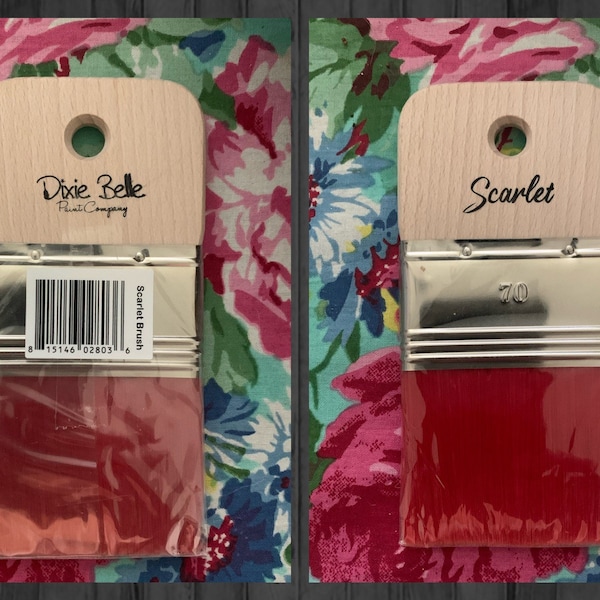 Dixie Belle
Paint Company
Scarlet Brush
8 15146 02803 6
Scarlet
70